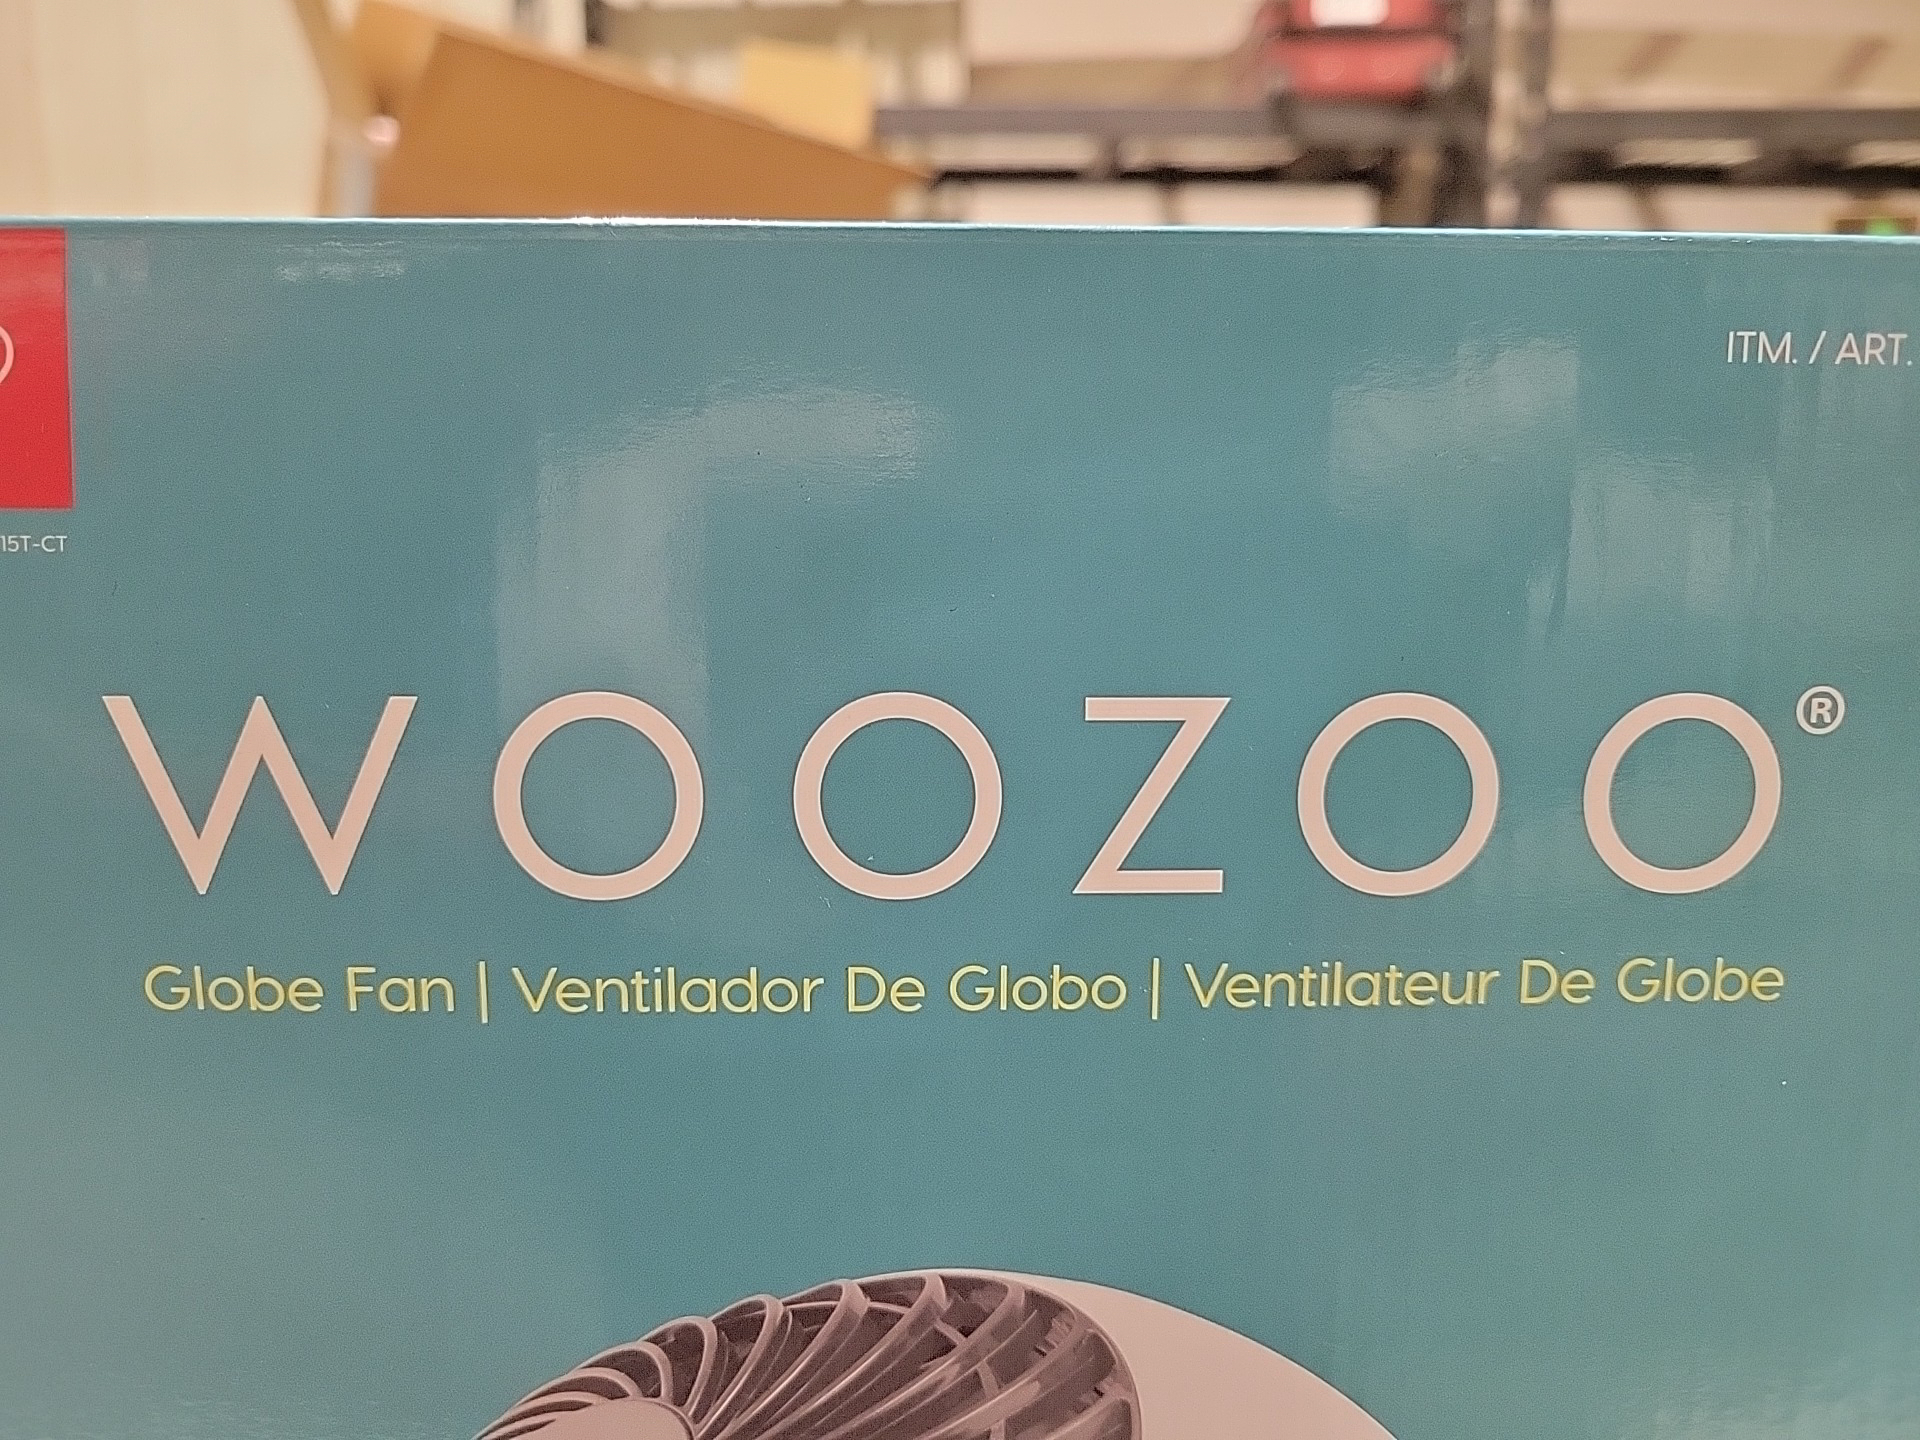 ITM. / ART.
15T-CT
WOOZOO®
Globe Fan | Ventilador De Globo | Ventilateur De Globe